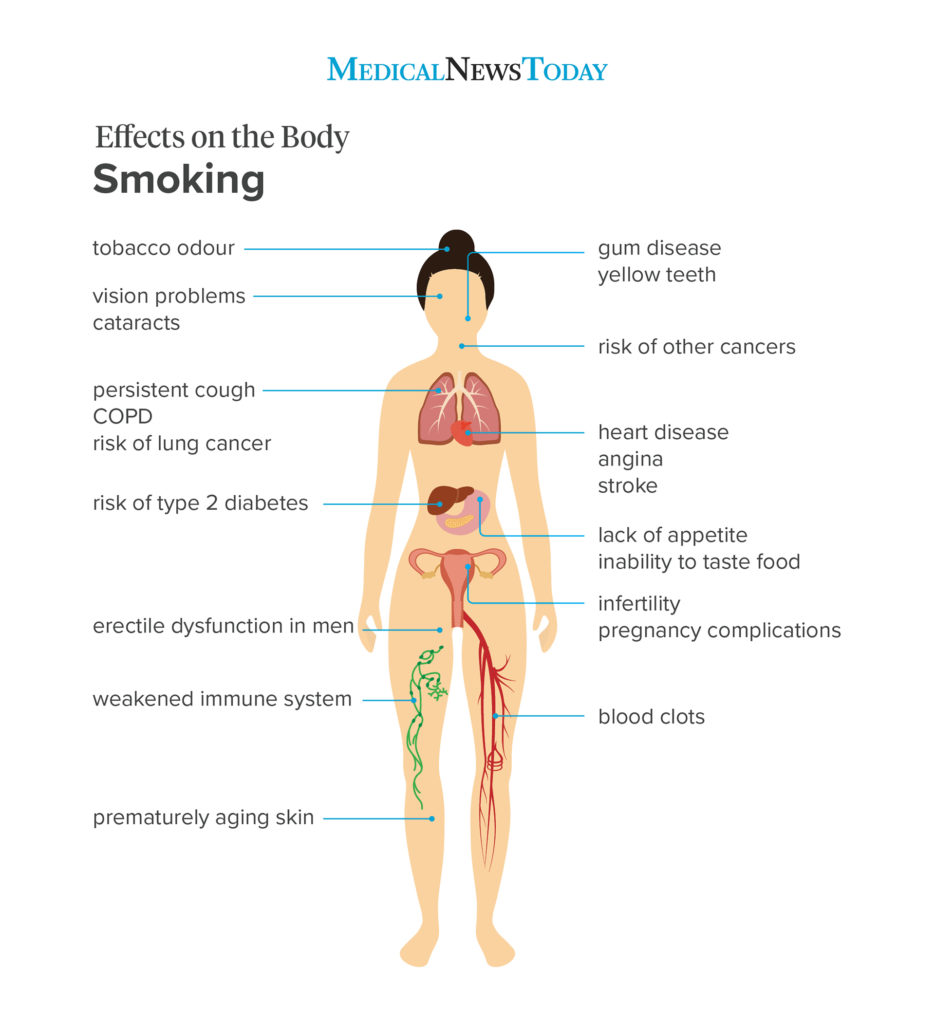 MEDICALNEWSTODAY
Effects on the Body
Smoking
tobacco odour
vision problems
cataracts
persistent cough
COPD
risk of lung cancer
risk of type 2 diabetes
erectile dysfunction in men
weakened immune system
prematurely aging skin
gum disease
yellow teeth
risk of other cancers
heart disease
angina
stroke
lack of appetite
inability to taste food
infertility
pregnancy complications
blood clots